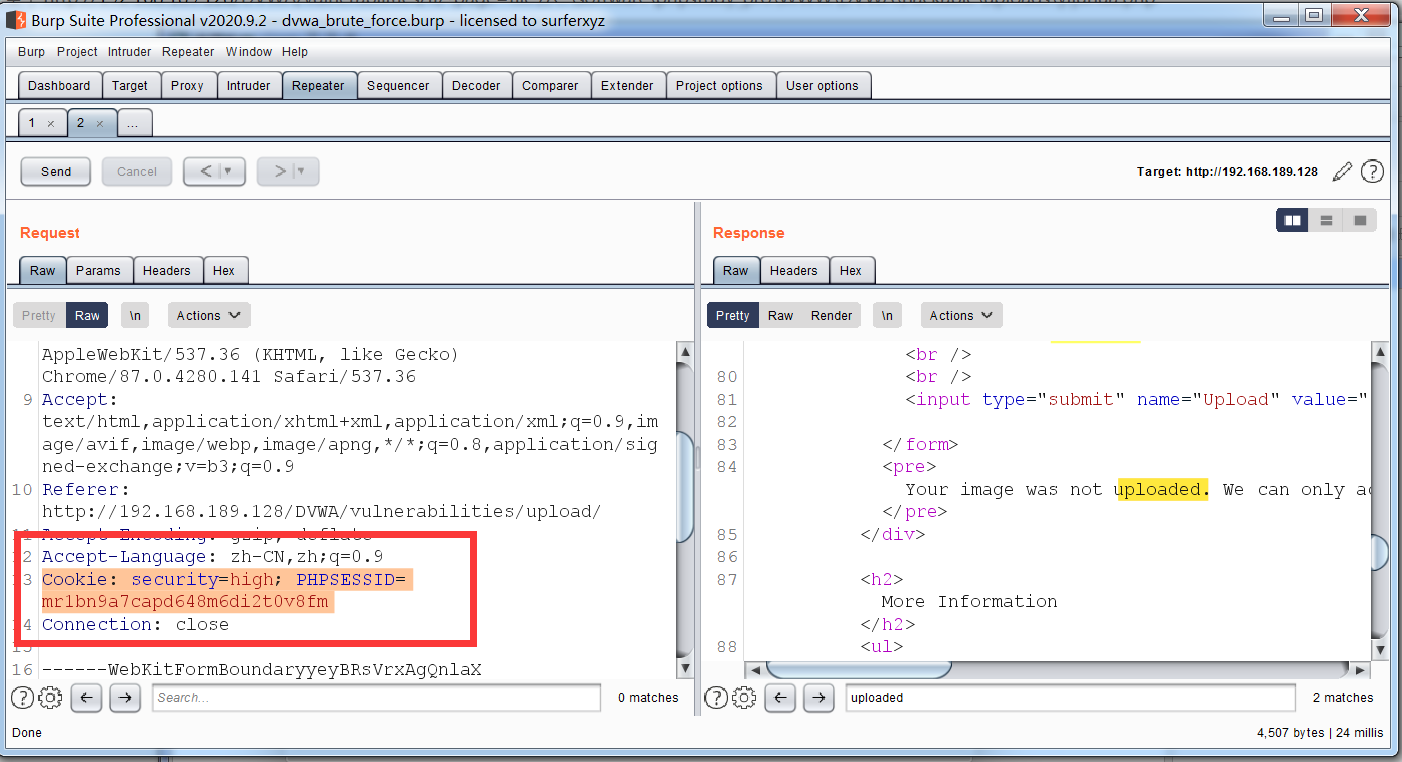 Burp Suite Professional v2020.9.2 - dvwa_brute_force.burp - licensed to surferxyz
Burp Project Intruder Repeater Window Help
Dashboard Target Proxy Intruder Repeater Sequencer Decoder Comparer Extender Project options User options
1 × 2 × ...
Send Cancel < ▼ > ▼ Target: http://192.168.189.128
Request
Raw Params Headers Hex
Pretty Raw \n Actions
AppleWebKit/537.36 (KHTML, like Gecko)
Chrome/87.0.4280.141 Safari/537.36
9 Accept:
text/html,application/xhtml+xml,application/xml;q=0.9,im
age/avif,image/webp,image/apng,*/*;q=0.8,application/sig
ned-exchange;v=b3;q=0.9
10 Referer:
http://192.168.189.128/DVWA/vulnerabilities/upload/
11 Accept-Encoding: gzip, deflate
12 Accept-Language: zh-CN,zh;q=0.9
13 Cookie: security=high; PHPSESSID=
mr1bn9a7capd648m6di2t0v8fm
14 Connection: close
15
16 ------WebKitFormBoundaryyeyBRsVrxAgQnlaX
Search... 0 matches
Response
Raw Headers Hex
Pretty Raw Render \n Actions
<br />
80 <br />
81 <input type="submit" name="Upload" value="
82
83 </form>
84 <pre>
Your image was not uploaded. We can only ac
</pre>
85 </div>
86
87 <h2>
More Information
</h2>
88 <ul>
uploaded 2 matches
Done 4,507 bytes | 24 millis